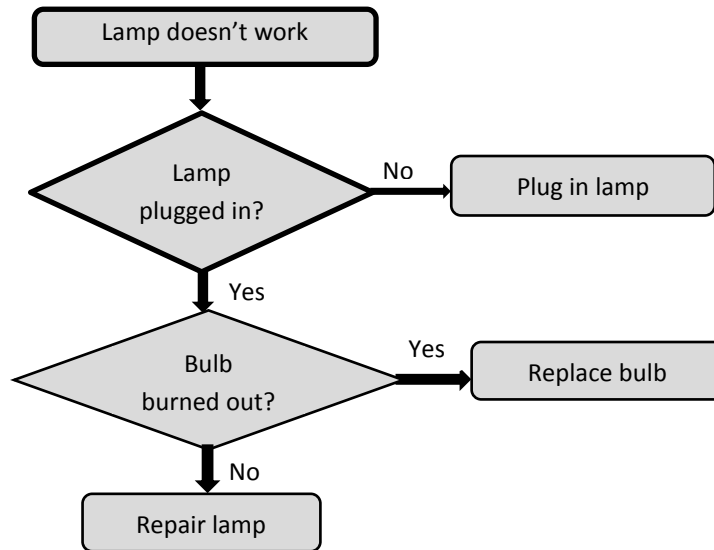 Lamp doesn’t work
Lamp
plugged in?
No
Plug in lamp
Yes
Bulb
burned out?
Yes
Replace bulb
No
Repair lamp